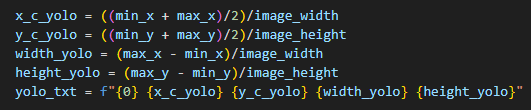 x_c_yolo = ((min_x + max_x)/2)/image_width
y_c_yolo = ((min_y + max_y)/2)/image_height
width_yolo = (max_x - min_x)/image_width
height_yolo = (max_y - min_y)/image_height
yolo_txt = f"{0} {x_c_yolo} {y_c_yolo} {width_yolo} {height_yolo}"